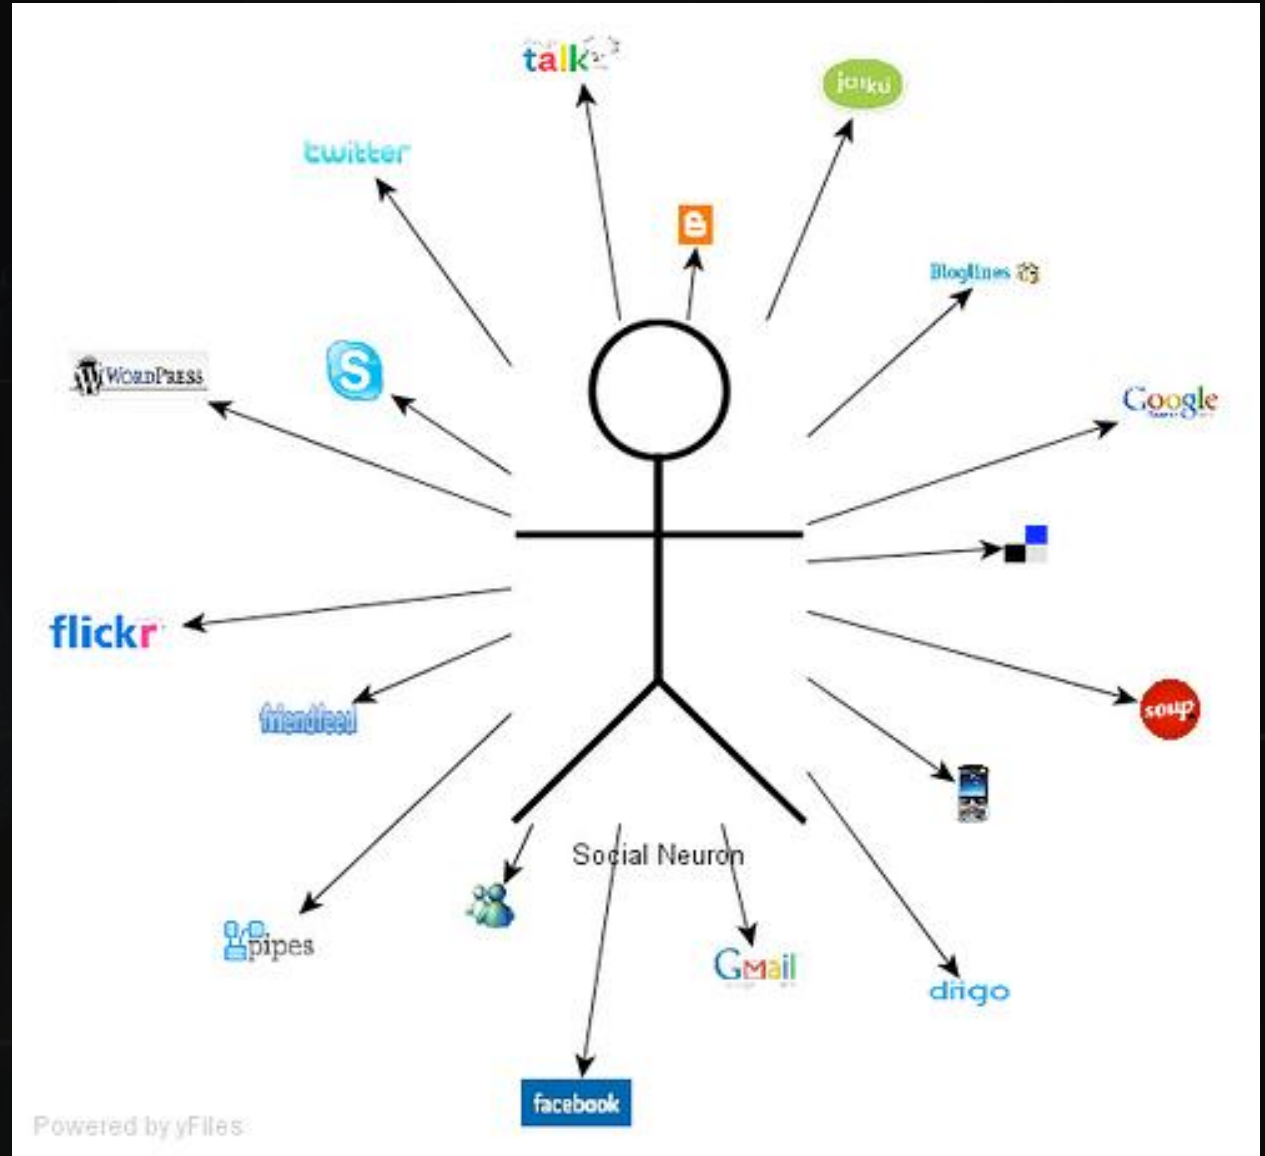 talk
jaiku
twitter
B
Bloglines
S
WORDPRESS
Google
flickr
soup
friendfeed
Social Neuron
pipes
GMail
diigo
facebook
Powered by yFiles